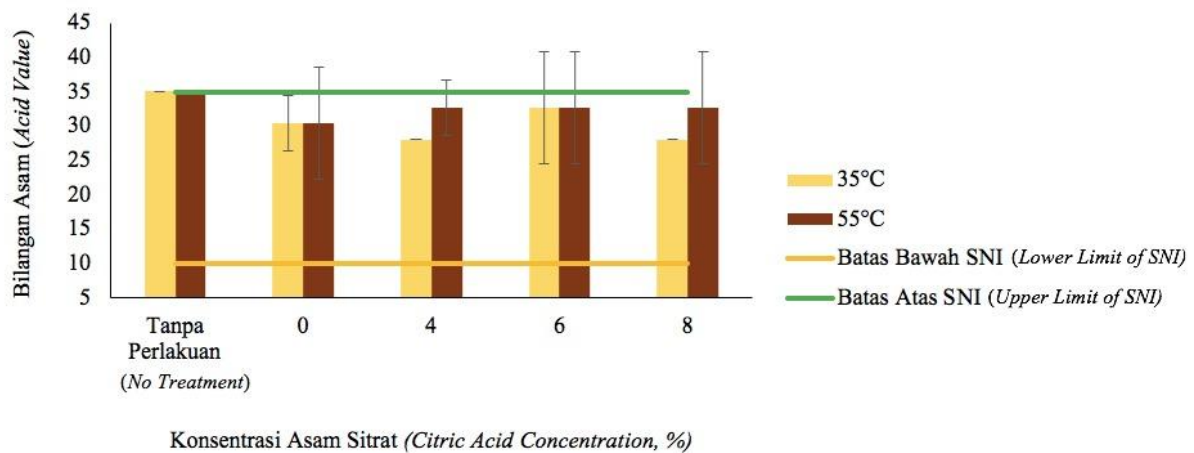 Bilangan Asam (Acid Value)
45
40
35
30
25
20
15
10
5
Tanpa
Perlakuan
(No Treatment)
0
4
6
8
Konsentrasi Asam Sitrat (Citric Acid Concentration, %)
35°C
55°C
Batas Bawah SNI (Lower Limit of SNI)
Batas Atas SNI (Upper Limit of SNI)